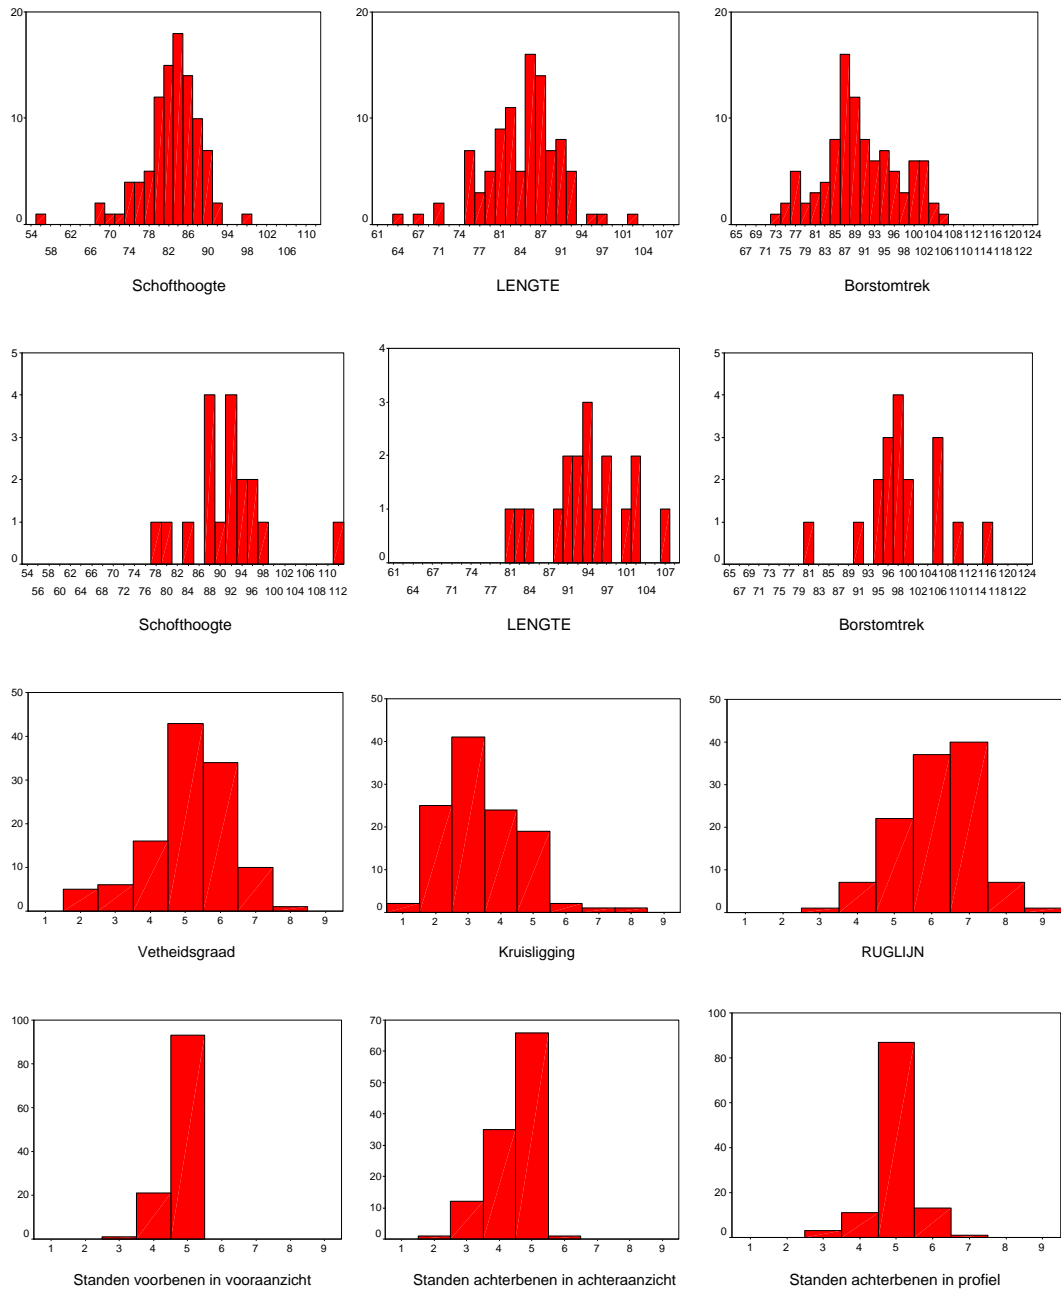 20 20 20
10 10 10
0 0 0
54 70 78 82 86 90 94 102 110 61 67 74 81 87 94 101 107 65 69 73 77 81 85 87 89 93 96 100 102 104 108 112 116 120 124
58 66 74 98 106 64 71 77 84 91 97 104 67 71 75 79 83 91 95 98 106 110 114 118 122
Schofthoogte LENGTE Borstomtrek
5 4 5
4 3 4
3 2 3
2 1 2
1 0 1
0 0
54 58 62 66 70 74 78 80 84 88 90 92 94 96 98 102 106 110 61 67 74 81 87 94 101 107 65 69 73 77 81 85 89 93 96 100 104 108 112 116 120 124
56 60 64 68 72 76 82 86 100 104 108 112 64 71 77 84 91 97 104 67 71 75 79 83 87 91 95 98 102 106 110 114 118 122
Schofthoogte LENGTE Borstomtrek
50 50 50
40 40 40
30 30 30
20 20 20
10 10 10
0 0 0
1 2 3 4 5 6 7 8 9 1 2 3 4 5 6 7 8 9 1 2 3 4 5 6 7 8 9
Vetheidsgraad Kruisligging RUGLIJN
100 70 100
80 60 80
60 50 60
40 40 40
20 30 20
0 20 0
10
0
1 2 3 4 5 6 7 8 9 1 2 3 4 5 6 7 8 9 1 2 3 4 5 6 7 8 9
Standen voorbenen in vooraanzicht Standen achterbenen in achteraanzicht Standen achterbenen in profiel